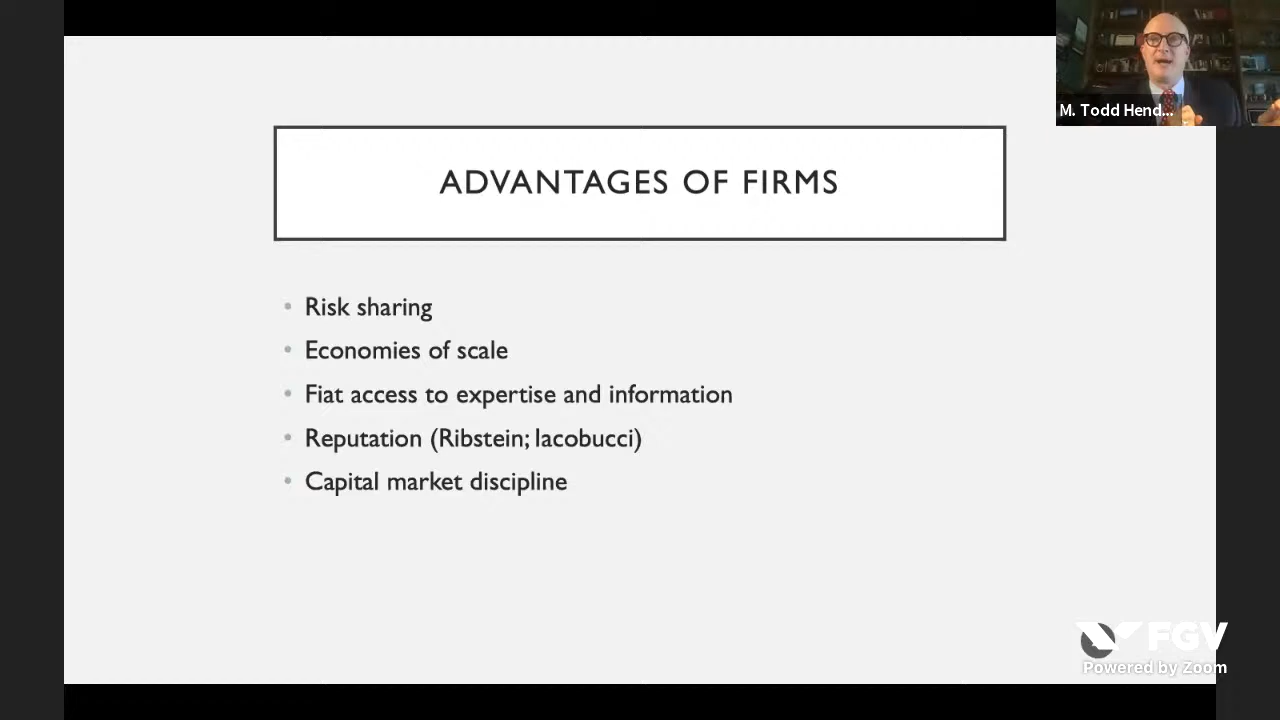 M. Todd Hend...
ADVANTAGES OF FIRMS
• Risk sharing
• Economies of scale
• Fiat access to expertise and information
• Reputation (Ribstein; Iacobucci)
• Capital market discipline
FGV
Powered by Zoom